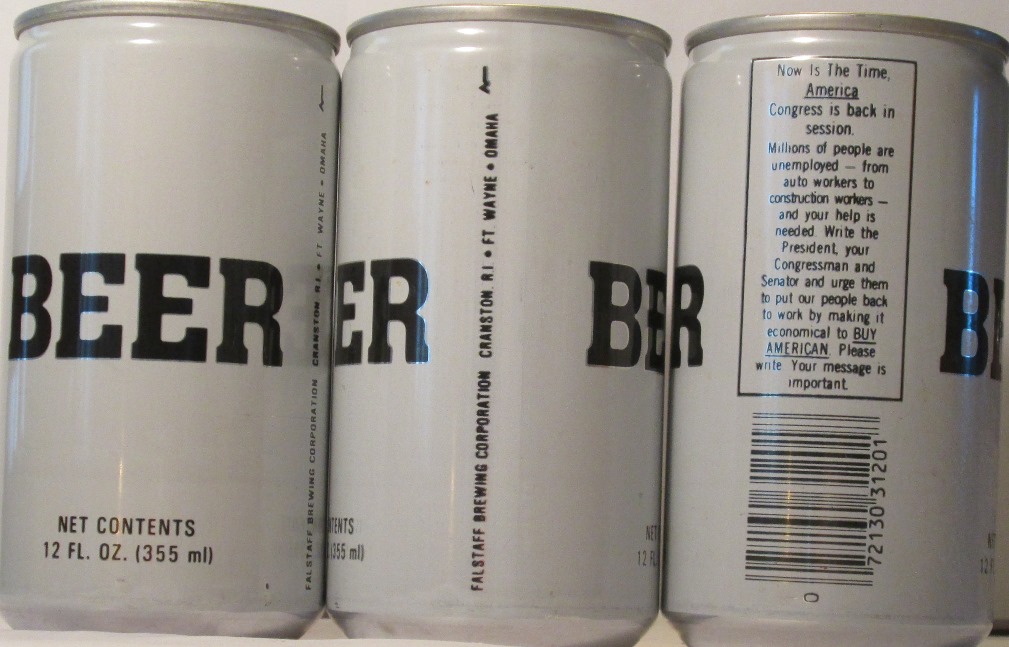 BEER
NET CONTENTS
12 FL. OZ. (355 ml)
FALSTAFF BREWING CORPORATION CRANSTON, R.I. • FT. WAYNE • OMAHA
ER
TENTS
(355 ml)
FALSTAFF BREWING CORPORATION CRANSTON, R.I. • FT. WAYNE • OMAHA
BE
NET
12 FL
R
Now Is The Time,
America
Congress is back in
session.
Millions of people are
unemployed — from
auto workers to
construction workers —
and your help is
needed. Write the
President, your
Congressman and
Senator and urge them
to put our people back
to work by making it
economical to BUY
AMERICAN. Please
write. Your message is
important.
72130 31201
0
B
12